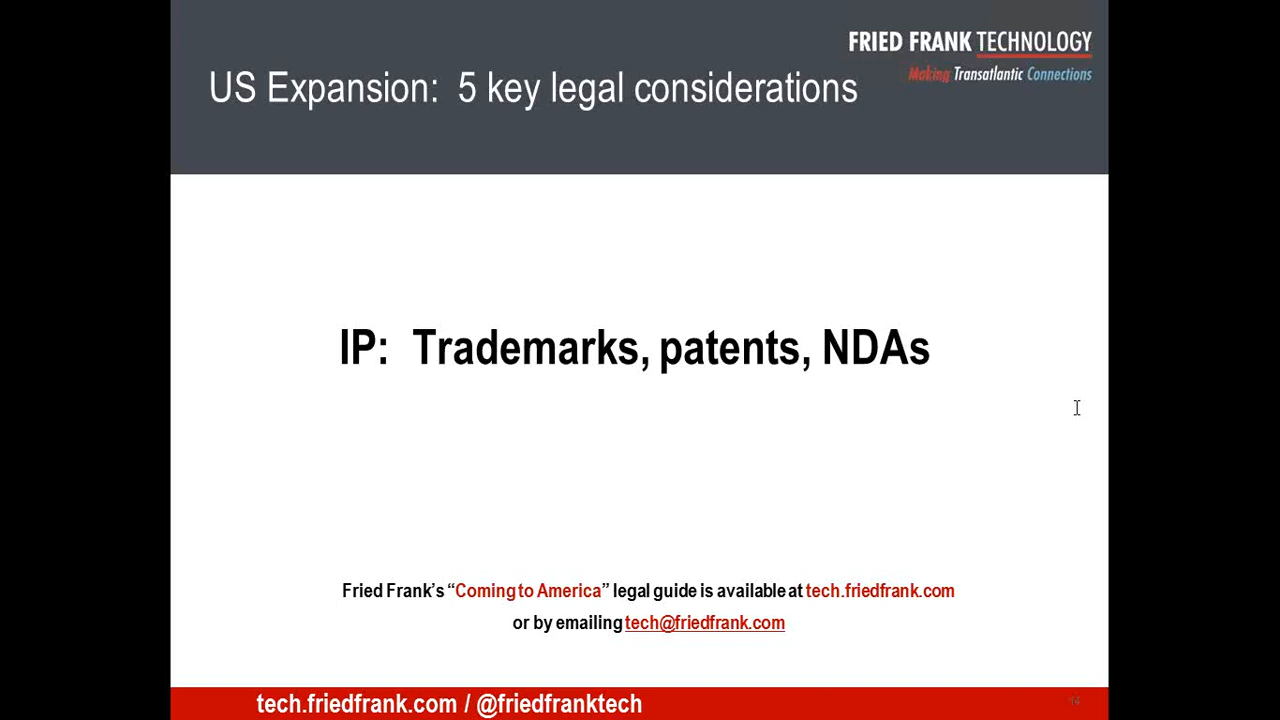 FRIED FRANK TECHNOLOGY
Making Transatlantic Connections
US Expansion: 5 key legal considerations
IP: Trademarks, patents, NDAs
Fried Frank's “Coming to America” legal guide is available at tech.friedfrank.com
or by emailing tech@friedfrank.com
tech.friedfrank.com / @friedfranktech
14